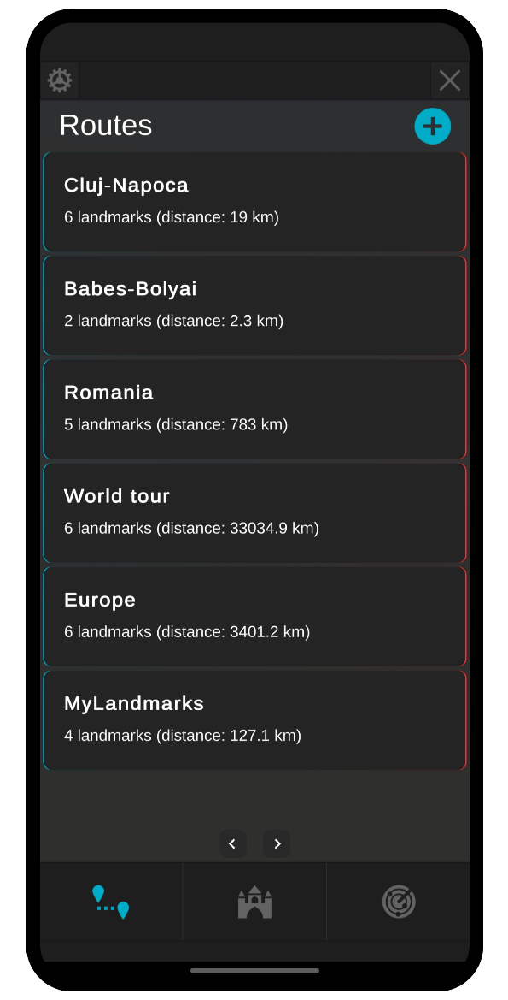 Routes
Cluj-Napoca
6 landmarks (distance: 19 km)
Babes-Bolyai
2 landmarks (distance: 2.3 km)
Romania
5 landmarks (distance: 783 km)
World tour
6 landmarks (distance: 33034.9 km)
Europe
6 landmarks (distance: 3401.2 km)
MyLandmarks
4 landmarks (distance: 127.1 km)